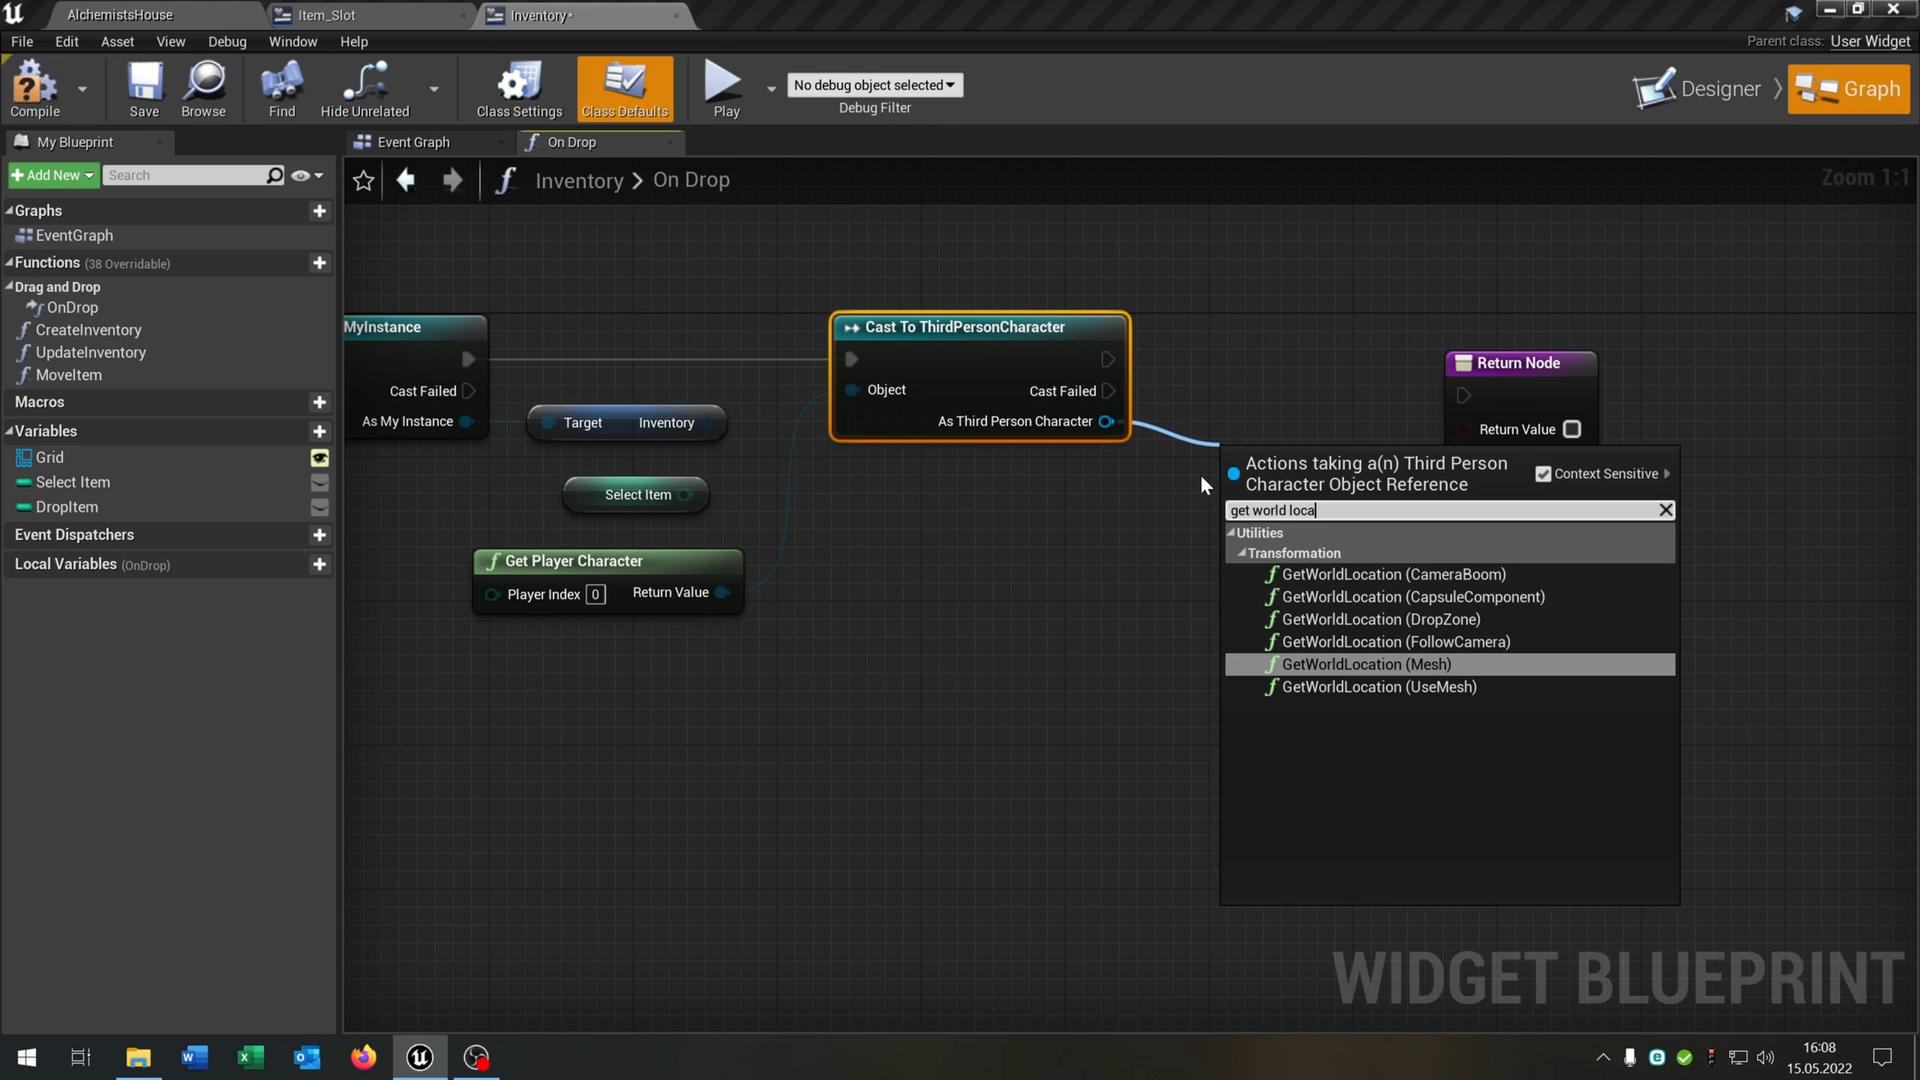 AlchemistsHouse
Item_Slot
Inventory*
File
Edit
Asset
View
Debug
Window
Help
Parent class: User Widget
Compile
Save
Browse
Find
Hide Unrelated
Class Settings
Class Defaults
Play
No debug object selected
Debug Filter
Designer
Graph
My Blueprint
Event Graph
On Drop
+ Add New
Search
Inventory > On Drop
Zoom 1:1
Graphs
EventGraph
Functions (38 Overridable)
Drag and Drop
OnDrop
CreateInventory
UpdateInventory
MoveItem
Macros
Variables
Grid
Select Item
DropItem
Event Dispatchers
Local Variables (OnDrop)
MyInstance
Cast Failed
As My Instance
Target Inventory
Select Item
Get Player Character
Player Index 0
Return Value
Cast To ThirdPersonCharacter
Object
Cast Failed
As Third Person Character
Return Node
Return Value
Actions taking a(n) Third Person
Character Object Reference
Context Sensitive
get world loca
Utilities
Transformation
GetWorldLocation (CameraBoom)
GetWorldLocation (CapsuleComponent)
GetWorldLocation (DropZone)
GetWorldLocation (FollowCamera)
GetWorldLocation (Mesh)
GetWorldLocation (UseMesh)
WIDGET BLUEPRINT
16:08
15.05.2022